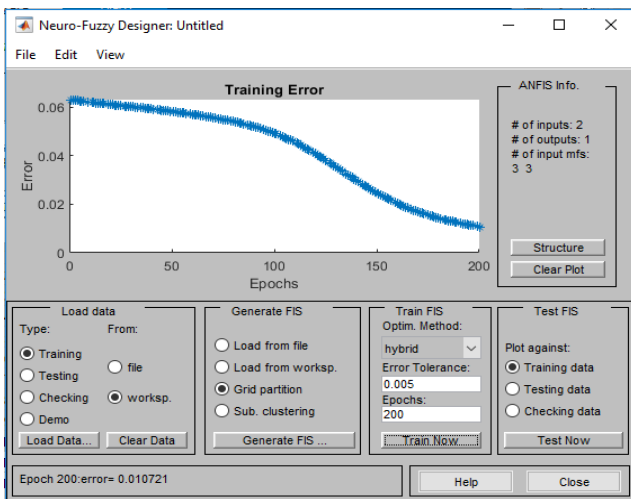 Neuro-Fuzzy Designer: Untitled
File Edit View
Training Error
0.06
0.04
0.02
0
Error
0 50 100 150 200
Epochs
ANFIS Info.
# of inputs: 2
# of outputs: 1
# of input mfs:
3 3
Structure
Clear Plot
Load data
Type: From:
Training
Testing
Checking
Demo
file
worksp.
Load Data... Clear Data
Generate FIS
Load from file
Load from worksp.
Grid partition
Sub. clustering
Generate FIS ...
Train FIS
Optim. Method:
hybrid
Error Tolerance:
0.005
Epochs:
200
Train Now
Test FIS
Plot against:
Training data
Testing data
Checking data
Test Now
Epoch 200:error= 0.010721
Help Close